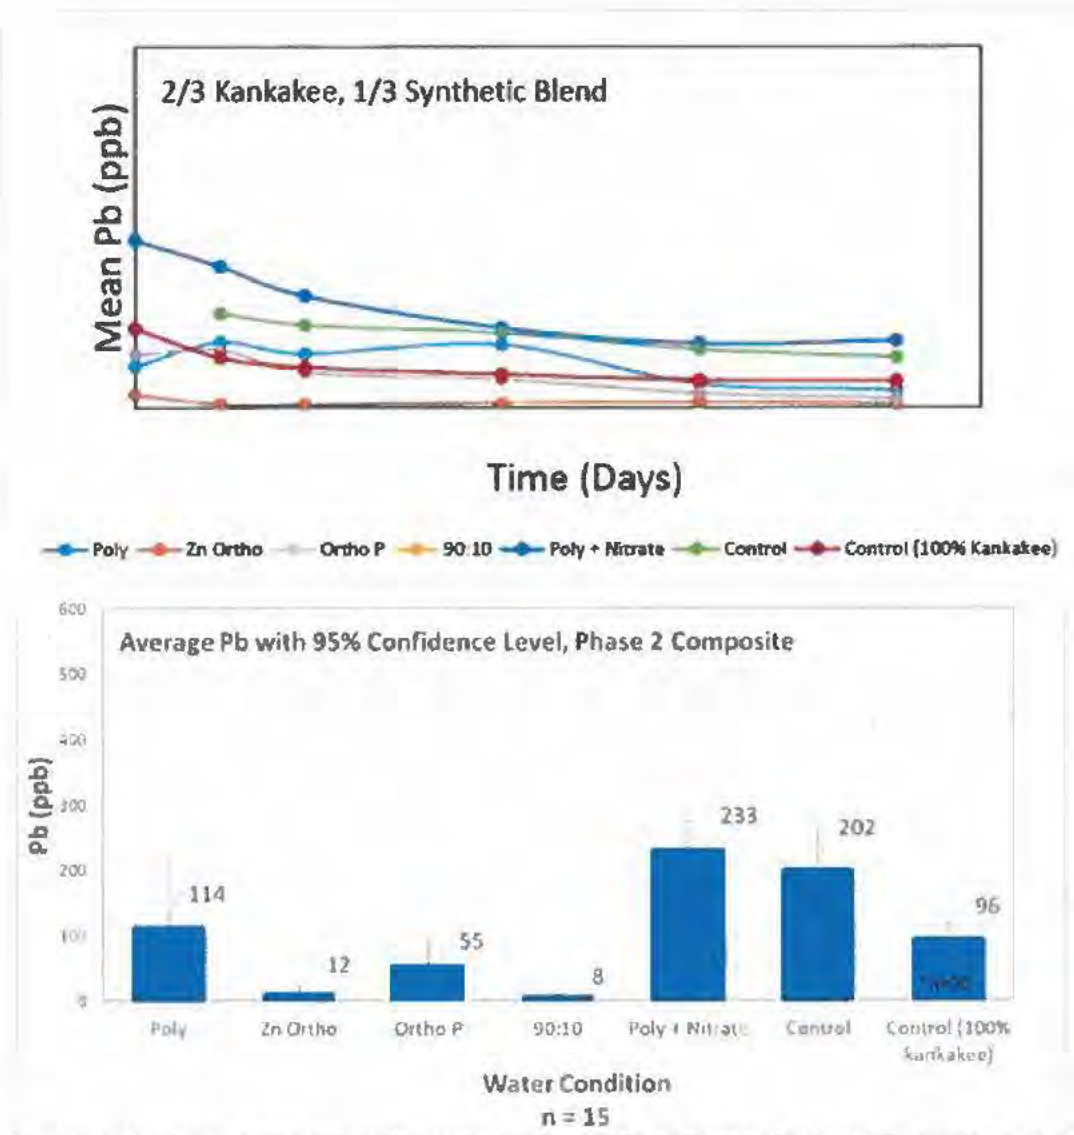 2/3 Kankakee, 1/3 Synthetic Blend
Mean Pb (ppb)
Time (Days)
Poly Zn Ortho Ortho P 90:10 Poly + Nitrate Control Control (100% Kankakee)
Average Pb with 95% Confidence Level, Phase 2 Composite
Pb (ppb)
600
500
400
300
200
100
0
114
12
55
8
233
202
96
Poly Zn Ortho Ortho P 90:10 Poly + Nitrate Control Control (100%
kankakee)
Water Condition
n = 15